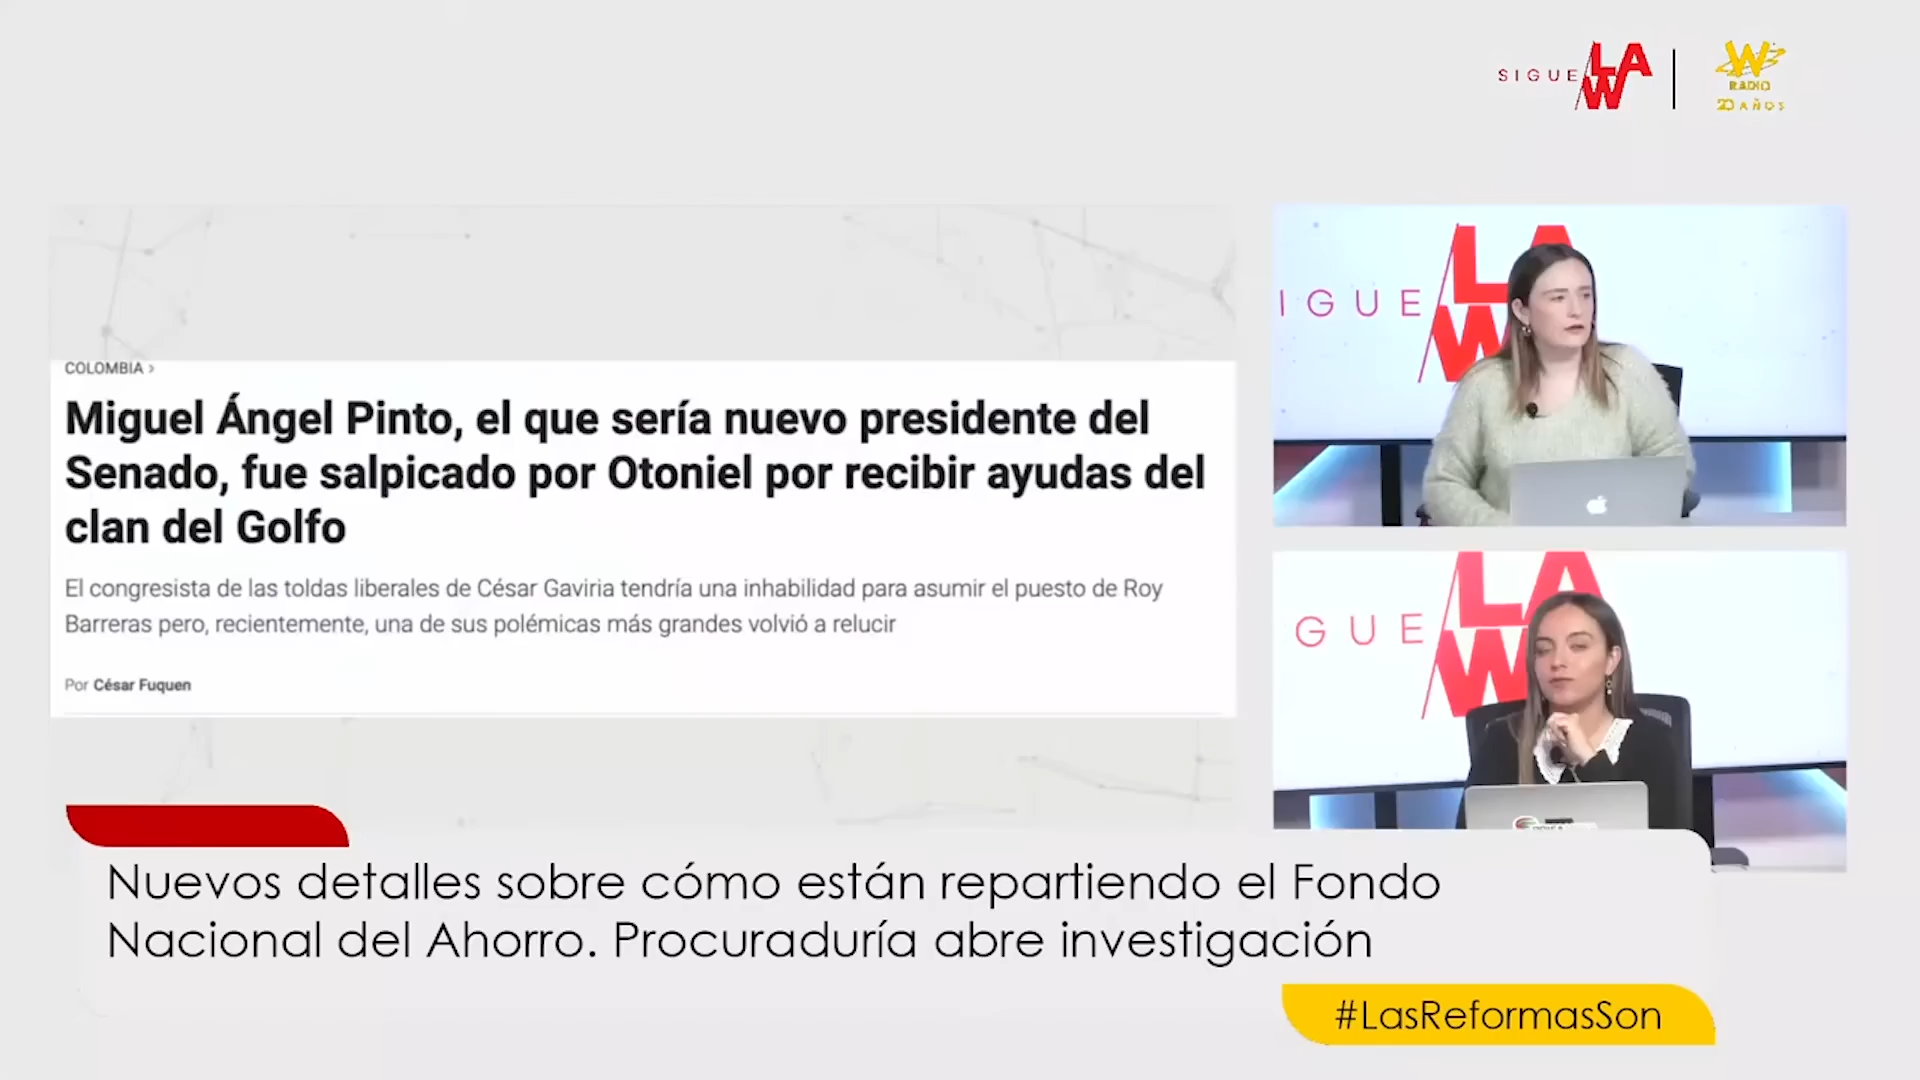 SIGUE LA W
W RADIO
20 AÑOS
COLOMBIA >
Miguel Ángel Pinto, el que sería nuevo presidente del
Senado, fue salpicado por Otoniel por recibir ayudas del
clan del Golfo
El congresista de las toldas liberales de César Gaviria tendría una inhabilidad para asumir el puesto de Roy
Barreras pero, recientemente, una de sus polémicas más grandes volvió a relucir
Por César Fuquen
IGUE LA W
GUE LA W
Nuevos detalles sobre cómo están repartiendo el Fondo
Nacional del Ahorro. Procuraduría abre investigación
#LasReformasSon